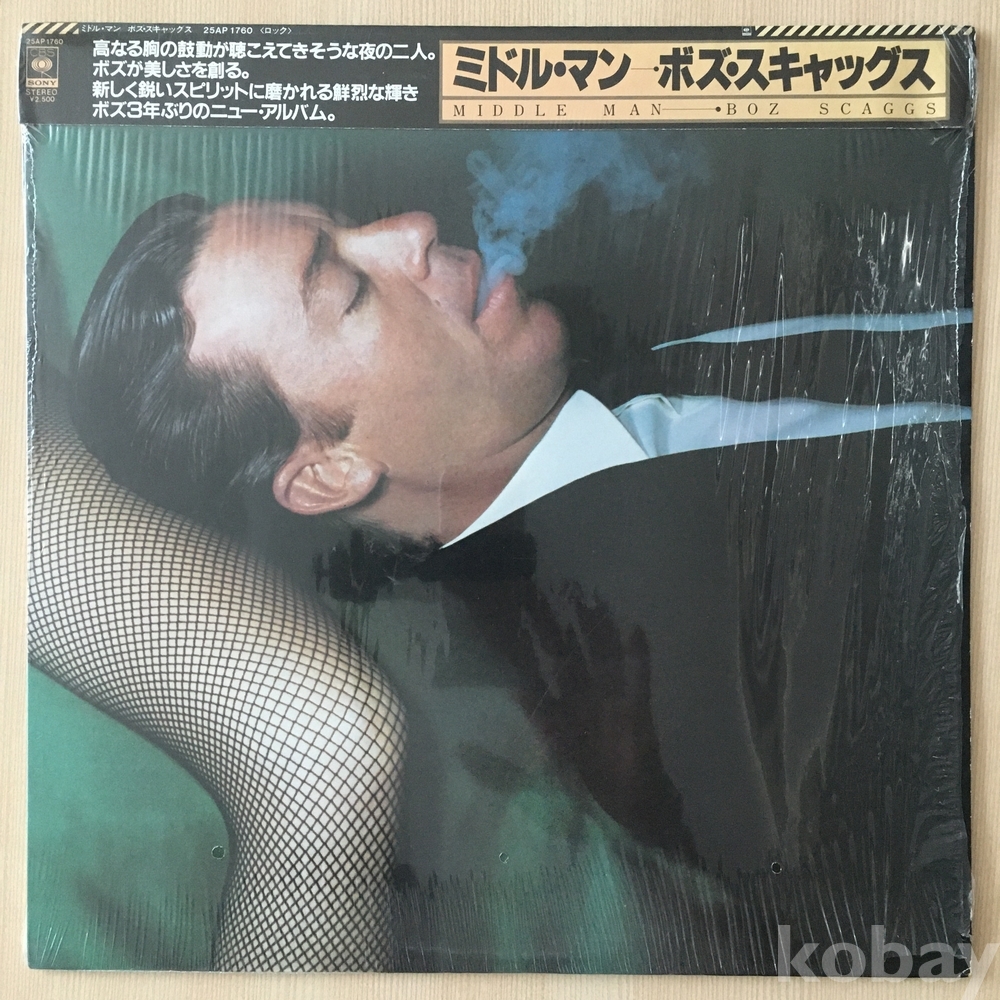 ミドル・マン ボズ・スキャッグス 25AP 1760 〈ロック〉
25AP 1760
CBS
SONY
STEREO
¥2,500
高なる胸の鼓動が聴こえてきそうな夜の二人。
ボズが美しさを創る。
新しく鋭いスピリットに磨かれる鮮烈な輝き
ボズ3年ぶりのニュー・アルバム。
ミドル・マン→・ボズ・スキャッグス
MIDDLE MAN—•BOZ SCAGGS
kobay